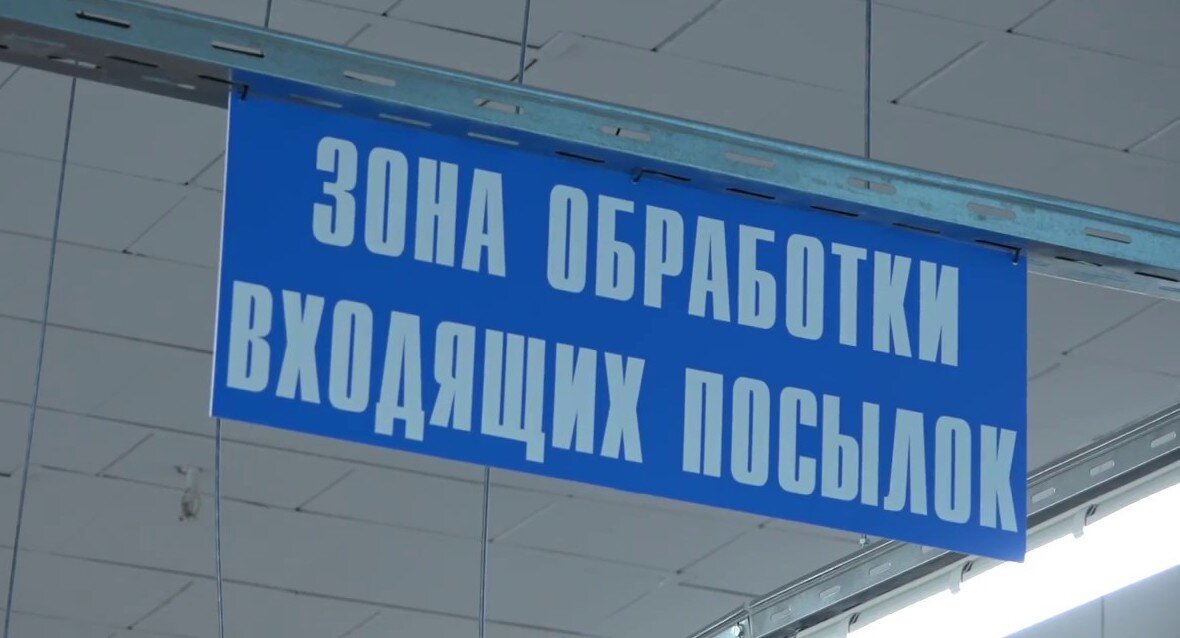 ЗОНА ОБРАБОТКИ
ВХОДЯЩИХ ПОСЫЛОК